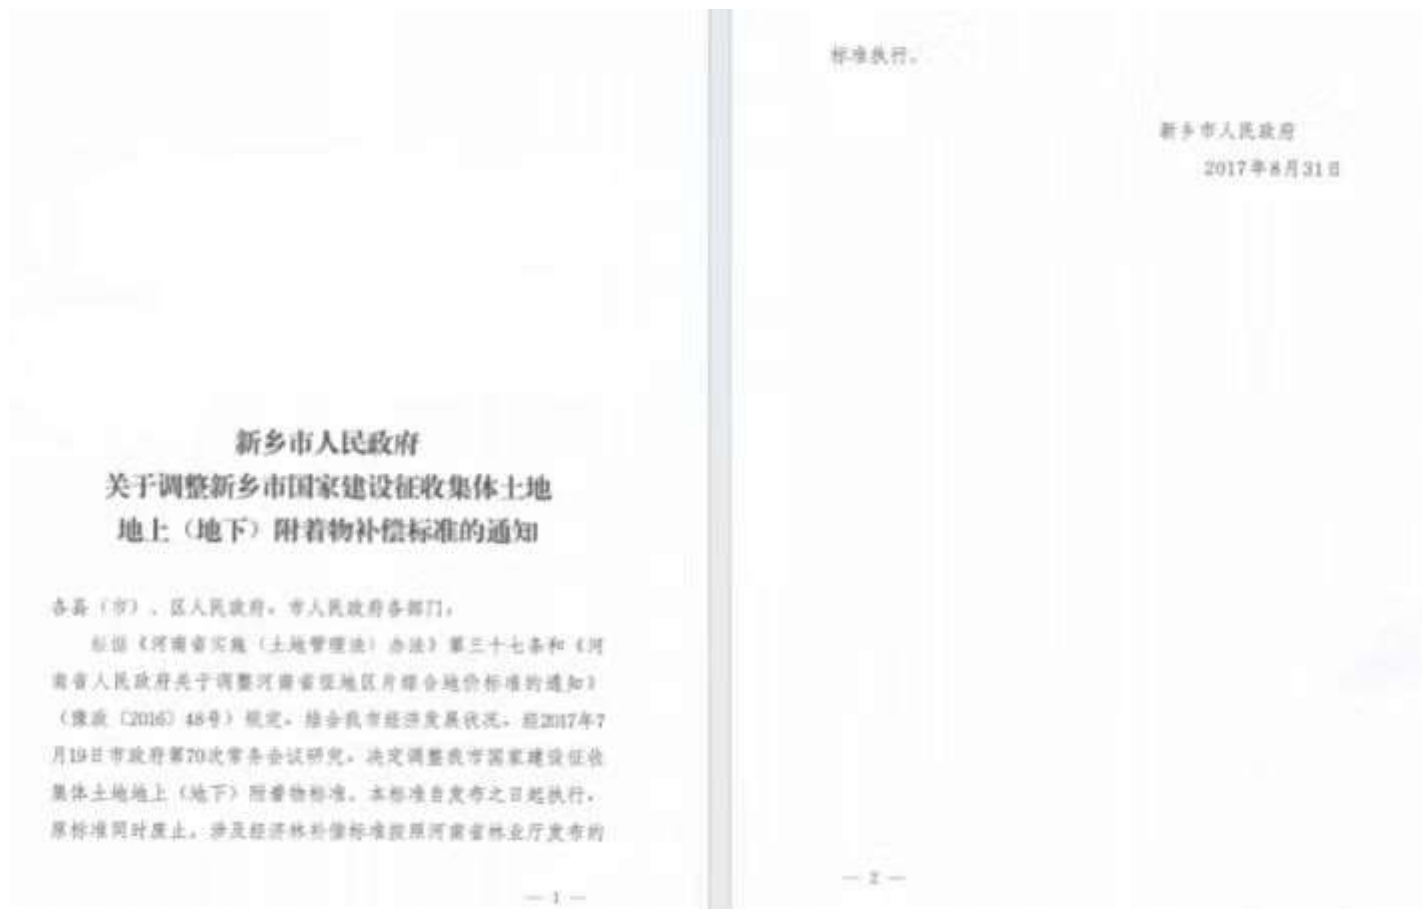 新乡市人民政府
关于调整新乡市国家建设征收集体土地
地上（地下）附着物补偿标准的通知
各县（市）、区人民政府，市人民政府各部门：
根据《河南省实施〈土地管理法〉办法》第三十七条和《河
南省人民政府关于调整河南省征地区片综合地价标准的通知》
（豫政〔2016〕48号）规定，结合我市经济发展状况，经2017年7
月19日市政府第70次常务会议研究，决定调整我市国家建设征收
集体土地地上（地下）附着物标准。本标准自发布之日起执行，
原标准同时废止。涉及经济林补偿标准按照河南省林业厅发布的
— 1 —
标准执行。
新乡市人民政府
2017年8月31日
— 2 —